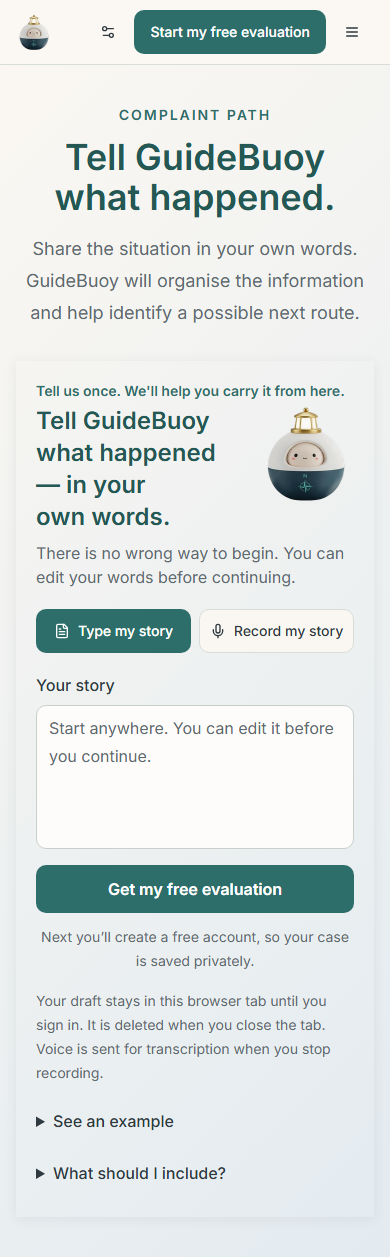 Start my free evaluation
COMPLAINT PATH
Tell GuideBuoy
what happened.
Share the situation in your own words.
GuideBuoy will organise the information
and help identify a possible next route.
Tell us once. We'll help you carry it from here.
Tell GuideBuoy
what happened
— in your
own words.
There is no wrong way to begin. You can
edit your words before continuing.
Type my story
Record my story
Your story
Start anywhere. You can edit it before
you continue.
Get my free evaluation
Next you’ll create a free account, so your case
is saved privately.
Your draft stays in this browser tab until you
sign in. It is deleted when you close the tab.
Voice is sent for transcription when you stop
recording.
See an example
What should I include?